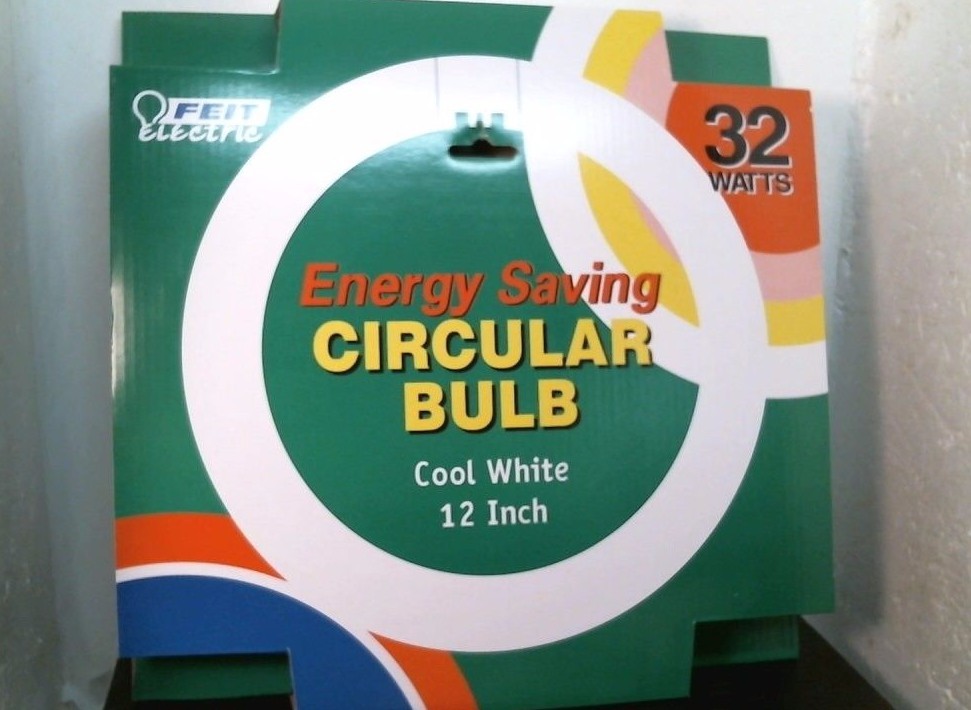 FEIT
Electric
32
WATTS
Energy Saving
CIRCULAR
BULB
Cool White
12 Inch